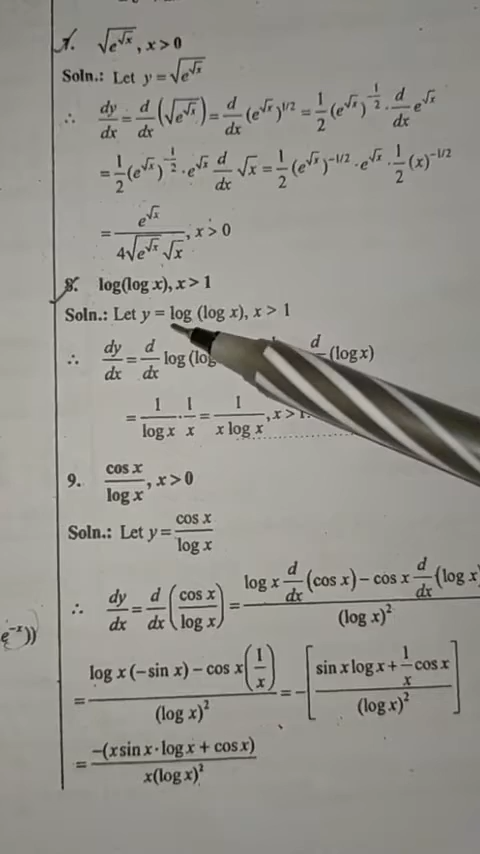 7. √(e^√x), x > 0
Soln.: Let y = √(e^√x)
∴ dy/dx = d/dx (√(e^√x)) = d/dx (e^√x)^1/2 = 1/2 (e^√x)^-1/2 · d/dx e^√x
= 1/2 (e^√x)^-1/2 · e^√x d/dx √x = 1/2 (e^√x)^-1/2 · e^√x · 1/2 (x)^-1/2
= e^√x / (4√(e^√x) √x), x > 0
8. log(log x), x > 1
Soln.: Let y = log (log x), x > 1
∴ dy/dx = d/dx log (log (log x)
= 1/log x · 1/x = 1/(x log x), x > 1.
9. cos x / log x, x > 0
Soln.: Let y = cos x / log x
∴ dy/dx = d/dx (cos x / log x) = (log x d/dx (cos x) − cos x d/dx (log x) / (log x)²
e^-x))
= (log x (−sin x) − cos x (1/x)) / (log x)² = −[(sin x log x + 1/x cos x) / (log x)²]
= −(x sin x · log x + cos x) / x(log x)²